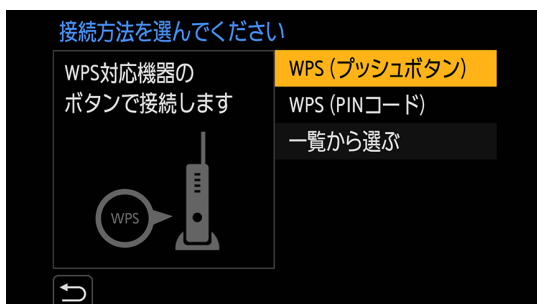 接続方法を選んでください
WPS対応機器の
ボタンで接続します
WPS
WPS（プッシュボタン）
WPS（PINコード）
一覧から選ぶ